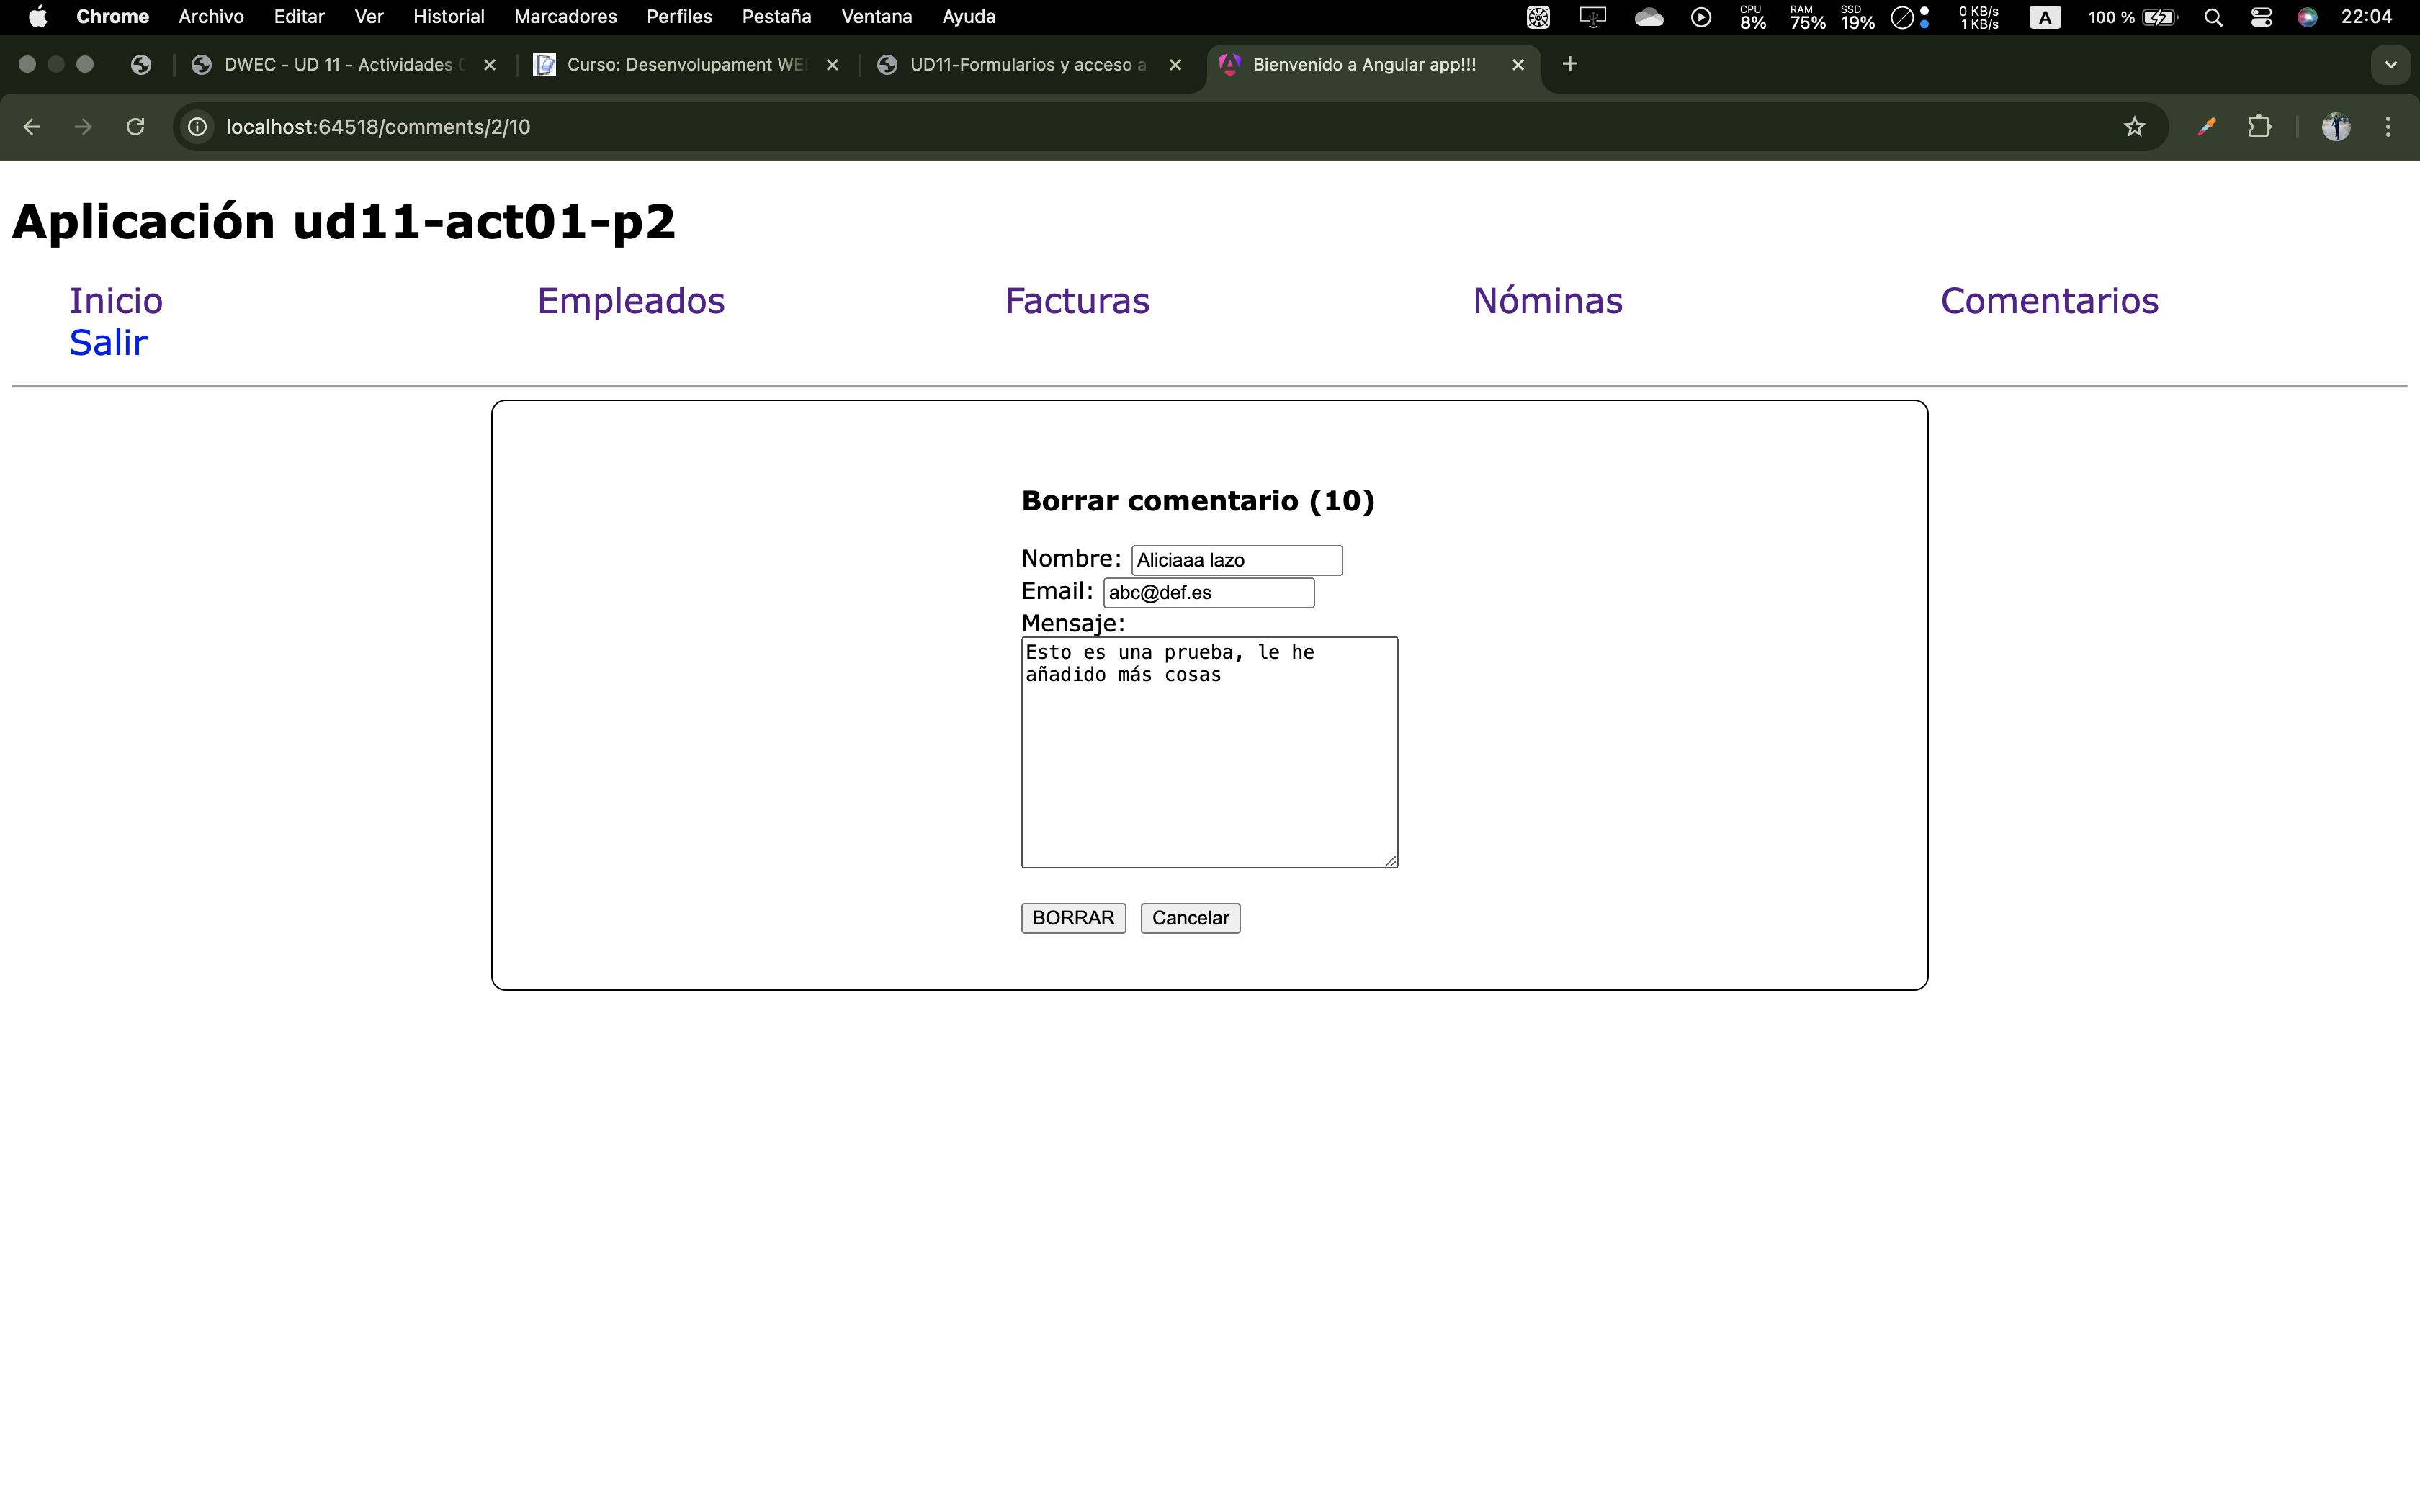 Chrome Archivo Editar Ver Historial Marcadores Perfiles Pestaña Ventana Ayuda CPU 8% RAM 75% SSD 19% 0 KB/s 1 KB/s A 100 % 22:04
DWEC - UD 11 - Actividades Curso: Desenvolupament WE UD11-Formularios y acceso a Bienvenido a Angular app!!!
localhost:64518/comments/2/10
Aplicación ud11-act01-p2
Inicio Empleados Facturas Nóminas Comentarios
Salir
Borrar comentario (10)
Nombre: Aliciaaa lazo
Email: abc@def.es
Mensaje:
Esto es una prueba, le he
añadido más cosas
BORRAR Cancelar